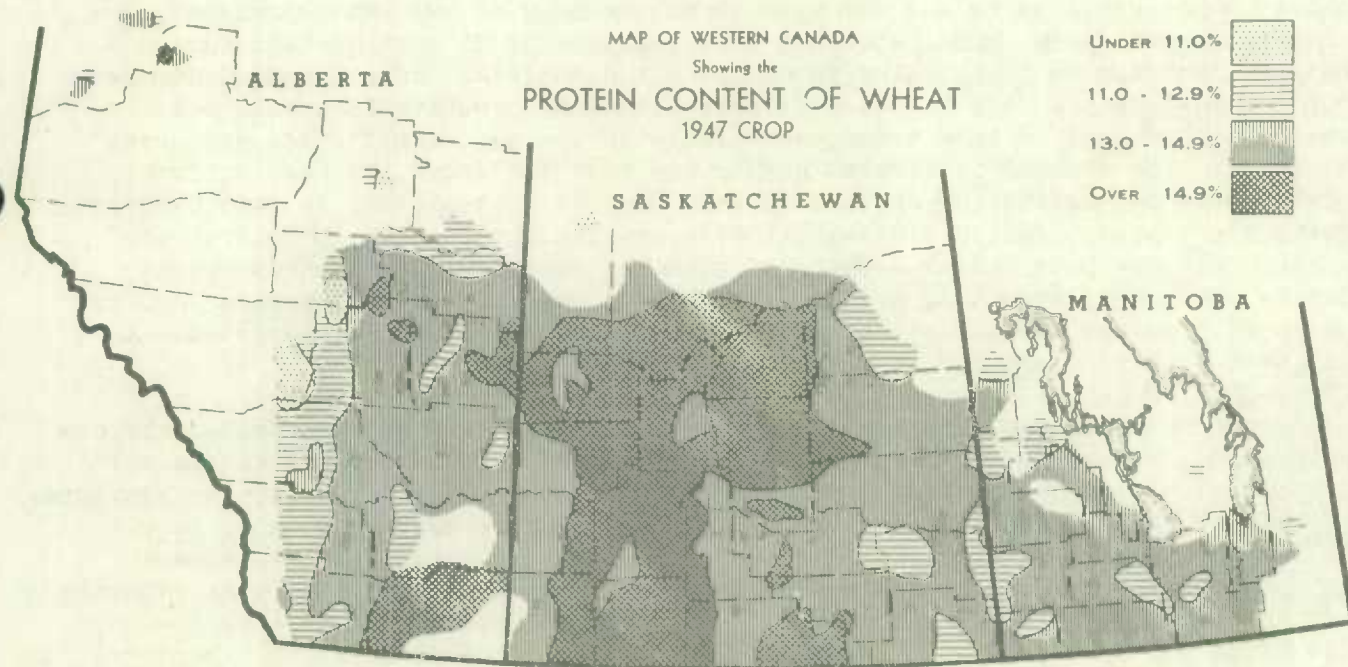 MAP OF WESTERN CANADA
Showing the
PROTEIN CONTENT OF WHEAT
1947 CROP
UNDER 11.0%
11.0 - 12.9%
13.0 - 14.9%
OVER 14.9%
ALBERTA
SASKATCHEWAN
MANITOBA